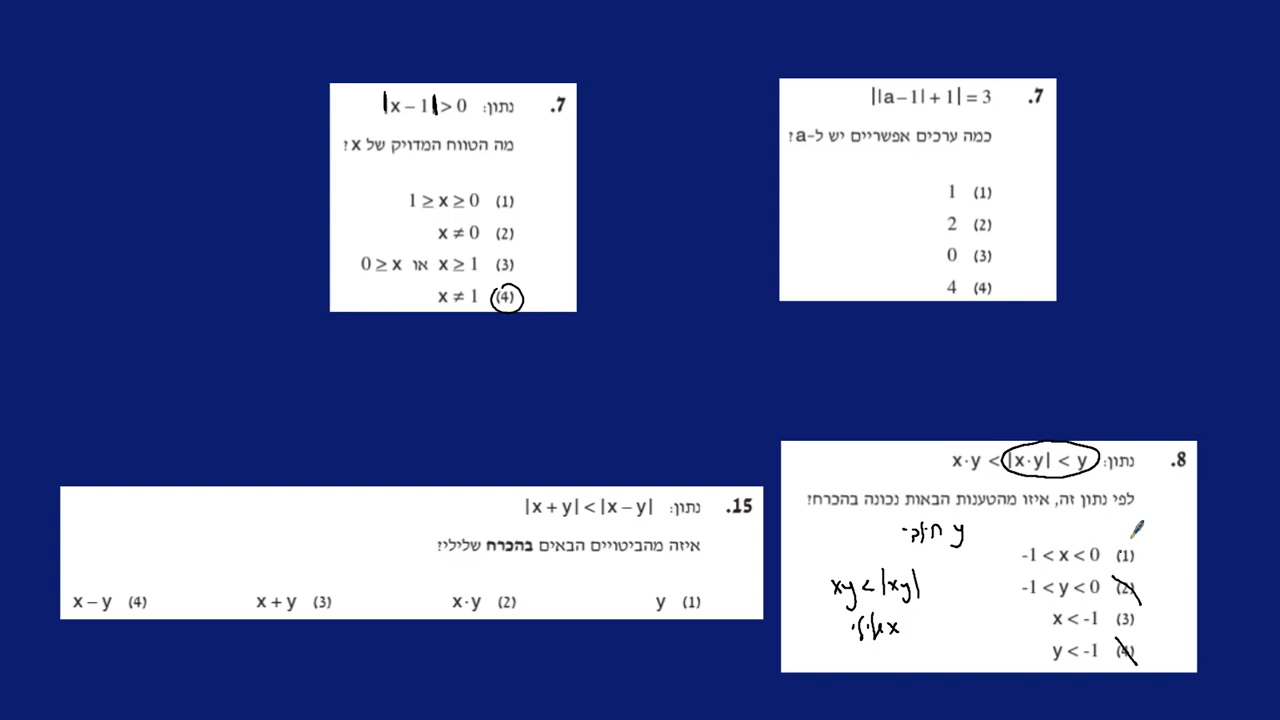 7. נתון: |x – 1| > 0
מה הטווח המדויק של x?
(1) 1 ≥ x ≥ 0
(2) x ≠ 0
(3) x ≥ 1 או 0 ≥ x
(4) x ≠ 1
7. ||a – 1| + 1| = 3
כמה ערכים אפשריים יש ל-a?
(1) 1
(2) 2
(3) 0
(4) 4
15. נתון: |x + y| < |x – y|
איזה מהביטויים הבאים בהכרח שלילי?
(1) y (2) x·y (3) x + y (4) x – y
8. נתון: x·y < |x·y| < y
לפי נתון זה, איזו מהטענות הבאות נכונה בהכרח?
y חיובי
(1) -1 < x < 0
(2) -1 < y < 0
xy < |xy|
(3) x < -1
x שלילי
(4) y < -1